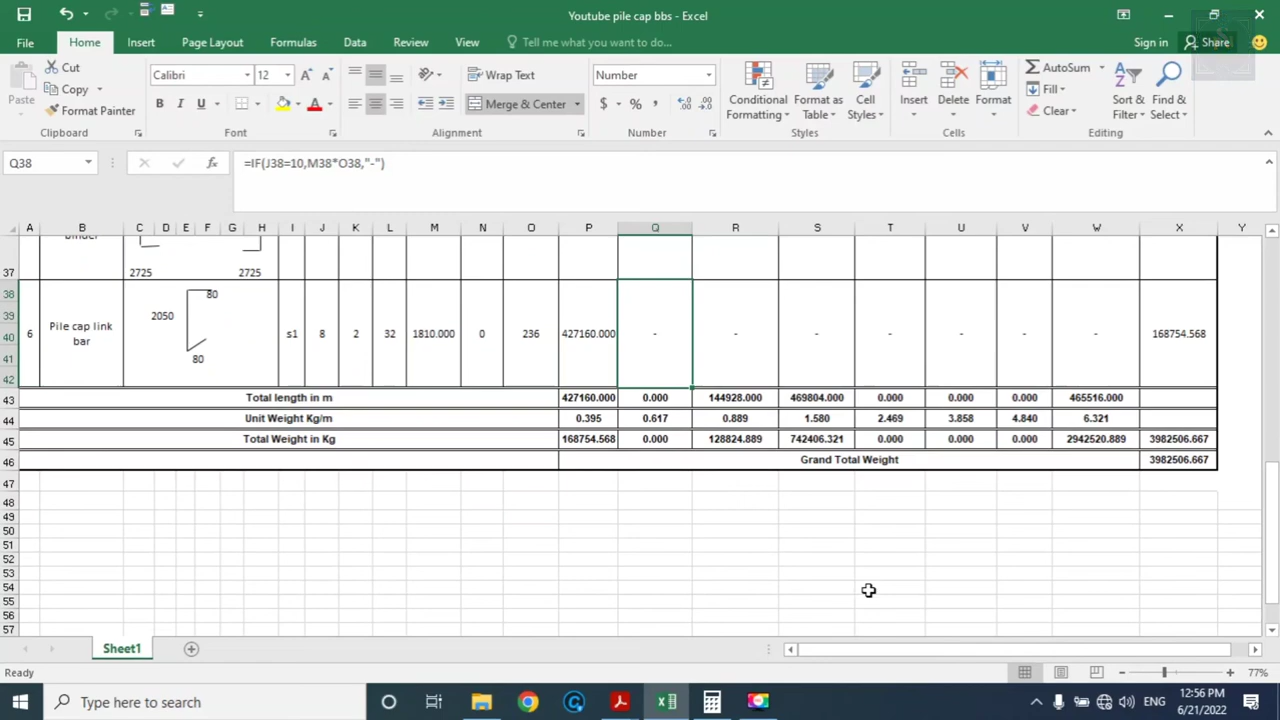 Youtube pile cap bbs - Excel
File Home Insert Page Layout Formulas Data Review View Tell me what you want to do... Sign in Share
Paste Cut Copy Format Painter Clipboard
Calibri 12 B I U A Font
Wrap Text Merge & Center Alignment
Number $ % , Number
Conditional Formatting Format as Table Cell Styles Styles
Insert Delete Format Cells
AutoSum Fill Clear Sort & Filter Find & Select Editing
Q38 fx =IF(J38=10,M38*O38,"-")
A B C D E F G H I J K L M N O P Q R S T U V W X Y
37 2725 2725
38 80
39 2050
40 6 Pile cap link bar s1 8 2 32 1810.000 0 236 427160.000 - - - - - - - 168754.568
41 80
42
43 Total length in m 427160.000 0.000 144928.000 469804.000 0.000 0.000 0.000 465516.000
44 Unit Weight Kg/m 0.395 0.617 0.889 1.580 2.469 3.858 4.840 6.321
45 Total Weight in Kg 168754.568 0.000 128824.889 742406.321 0.000 0.000 0.000 2942520.889 3982506.667
46 Grand Total Weight 3982506.667
47
48
49
50
51
52
53
54
55
56
57
Sheet1
Ready 77%
Type here to search ENG 12:56 PM
6/21/2022